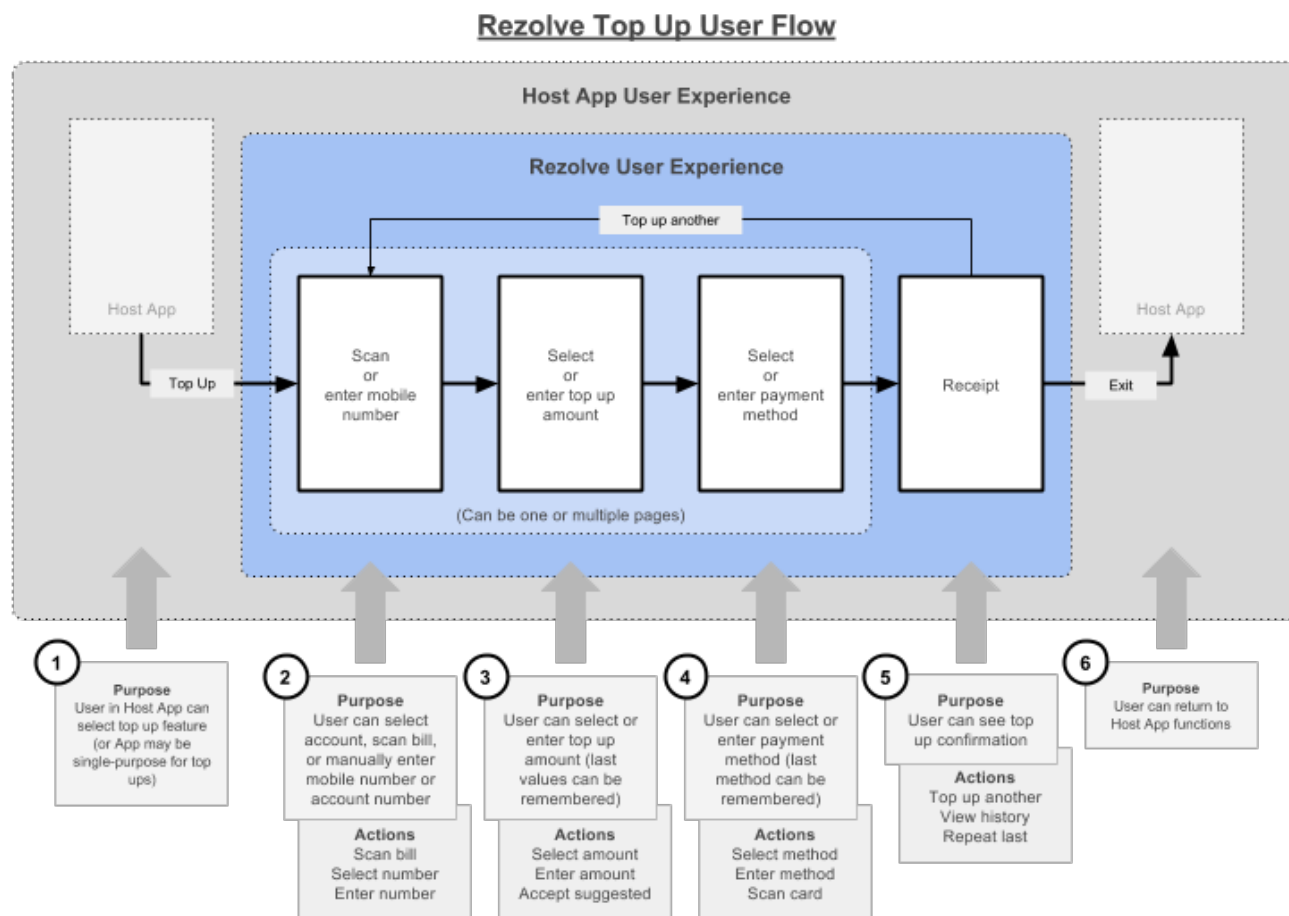 Rezolve Top Up User Flow
Host App User Experience
Rezolve User Experience
Top up another
Host App
Host App
Scan
or
enter mobile
number
Select
or
enter top up
amount
Select
or
enter payment
method
Receipt
Top Up
Exit
(Can be one or multiple pages)
1
Purpose
User in Host App can
select top up feature
(or App may be
single-purpose for top
ups)
2
Purpose
User can select
account, scan bill,
or manually enter
mobile number or
account number
Actions
Scan bill
Select number
Enter number
3
Purpose
User can select or
enter top up
amount (last
values can be
remembered)
Actions
Select amount
Enter amount
Accept suggested
4
Purpose
User can select or
enter payment
method (last
method can be
remembered)
Actions
Select method
Enter method
Scan card
5
Purpose
User can see top
up confirmation
Actions
Top up another
View history
Repeat last
6
Purpose
User can return to
Host App functions